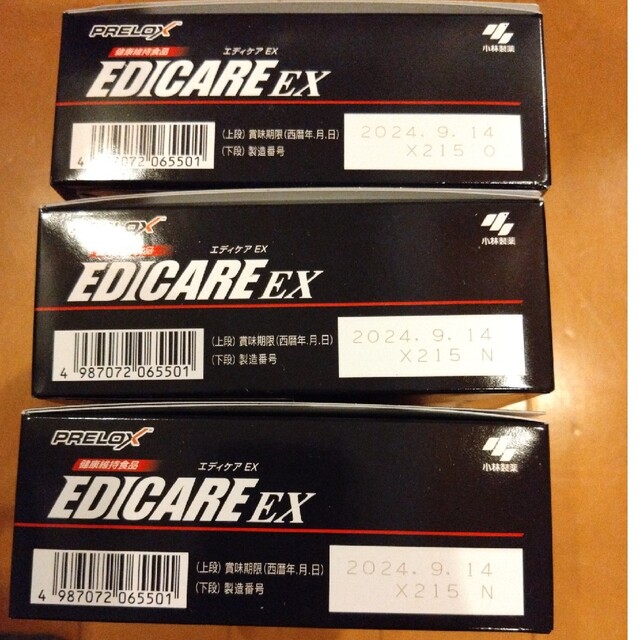 PRELOX
健康維持食品
エディケア EX
EDICARE EX
小林製薬
(上段) 賞味期限(西暦年.月.日)
(下段) 製造番号
2024. 9. 14
X215 O
4 987072 065501
PRELOX
エディケア EX
EDICARE EX
小林製薬
(上段) 賞味期限(西暦年.月.日)
(下段) 製造番号
2024. 9. 14
X215 N
4 987072 065501
PRELOX
健康維持食品
エディケア EX
EDICARE EX
小林製薬
(上段) 賞味期限(西暦年.月.日)
(下段) 製造番号
2024. 9. 14
X215 N
4 987072 065501